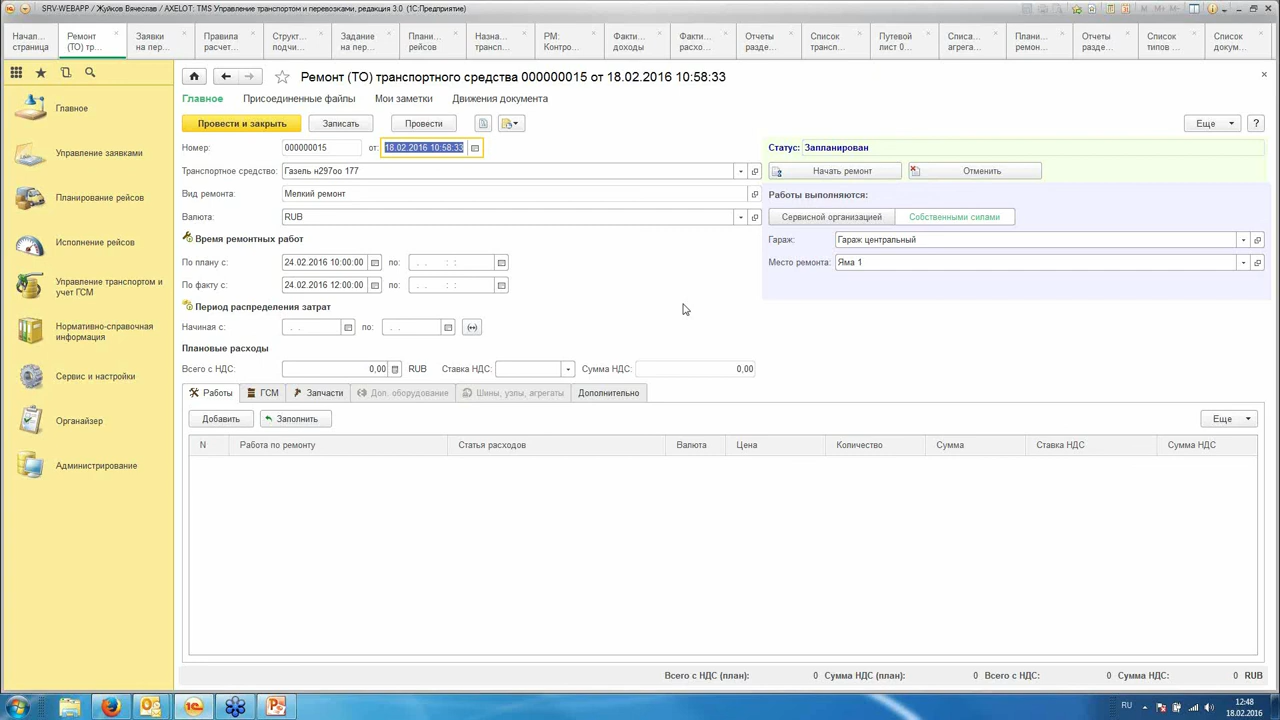 SRV-WEBAPP / Жуйков Вячеслав / AXELOT: TMS Управление транспортом и перевозками, редакция 3.0 (1С:Предприятие)
M M+ M-
Начал... страница
Ремонт (ТО) тр...
Заявки на пер...
Правила расчет...
Структ... подчи...
Задание на пер...
Плани... рейсов
Назна... трансп...
РМ: Контро...
Факти... доходы
Факти... расхо...
Отчеты разде...
Список трансп...
Путевой лист 0...
Списа... агрега...
Плани... ремон...
Отчеты разде...
Список типов ...
Список докум...
Ремонт (ТО) транспортного средства 000000015 от 18.02.2016 10:58:33
Главное Присоединенные файлы Мои заметки Движения документа
Провести и закрыть Записать Провести Еще ?
Главное
Управление заявками
Планирование рейсов
Исполнение рейсов
Управление транспортом и
учет ГСМ
Нормативно-справочная
информация
Сервис и настройки
Органайзер
Администрирование
Номер: 000000015 от: 18.02.2016 10:58:33
Транспортное средство: Газель н297оо 177
Вид ремонта: Мелкий ремонт
Валюта: RUB
Время ремонтных работ
По плану с: 24.02.2016 10:00:00 по: . . : :
По факту с: 24.02.2016 12:00:00 по: . . : :
Период распределения затрат
Начиная с: . . по: . .
Плановые расходы
Всего с НДС: 0,00 RUB Ставка НДС: Сумма НДС: 0,00
Статус: Запланирован
Начать ремонт Отменить
Работы выполняются:
Сервисной организацией Собственными силами
Гараж: Гараж центральный
Место ремонта: Яма 1
Работы ГСМ Запчасти Доп. оборудование Шины, узлы, агрегаты Дополнительно
Добавить Заполнить Еще
N Работа по ремонту Статья расходов Валюта Цена Количество Сумма Ставка НДС Сумма НДС
Всего с НДС (план): 0 Сумма НДС (план): 0 Всего с НДС: 0 Сумма НДС: 0 RUB
RU 12:48
18.02.2016